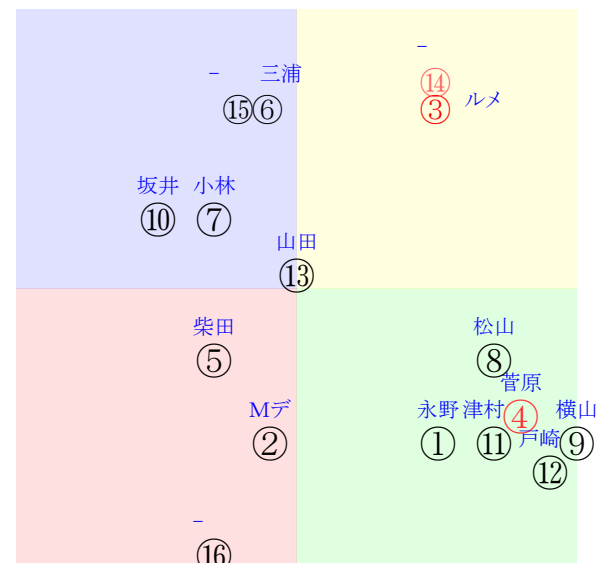 –
– 三浦
⑭
⑮ ⑥ ③ ルメ
坂井 小林
⑩ ⑦
山田
⑬
柴田 松山
⑤ ⑧
菅原
Mデ 永野 津村 ④ 横山
② ① ⑪ 戸崎 ⑨
⑫
–
⑯